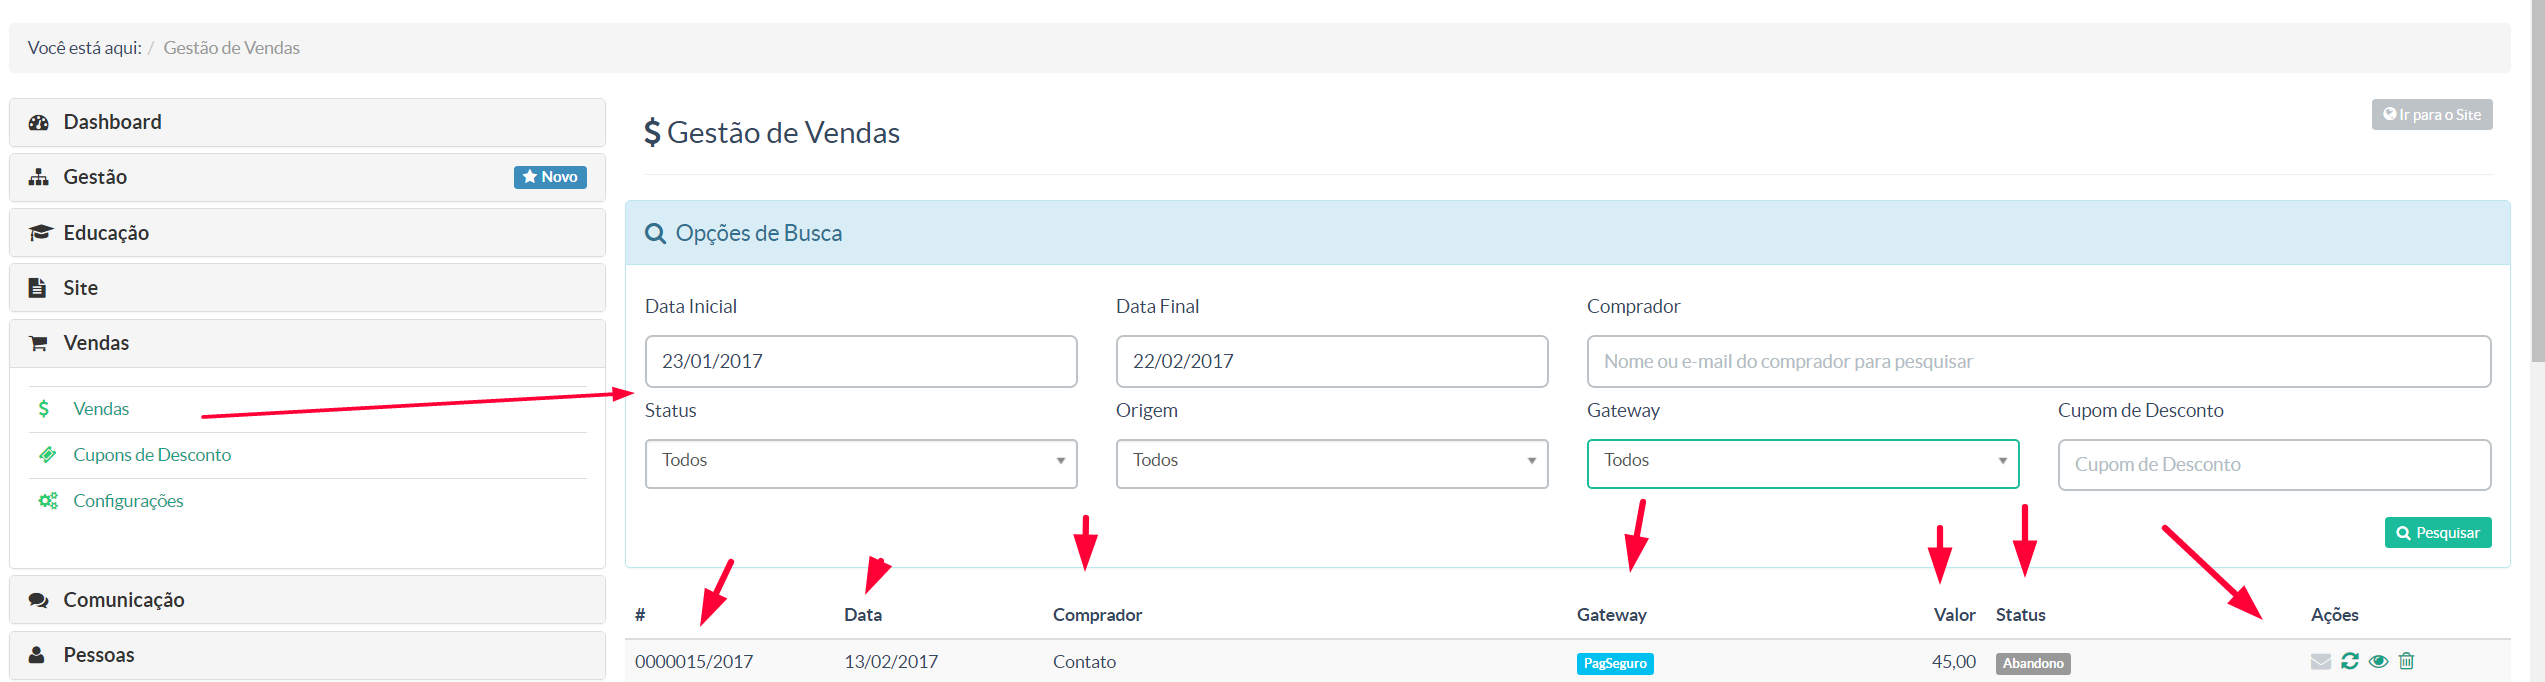 Você está aqui: / Gestão de Vendas
Dashboard
Gestão
Novo
Educação
Site
Vendas
Vendas
Cupons de Desconto
Configurações
Comunicação
Pessoas
$ Gestão de Vendas
Ir para o Site
Opções de Busca
Data Inicial
Data Final
Comprador
23/01/2017
22/02/2017
Nome ou e-mail do comprador para pesquisar
Status
Origem
Gateway
Cupom de Desconto
Todos
Todos
Todos
Cupom de Desconto
Pesquisar
# Data Comprador Gateway Valor Status Ações
0000015/2017 13/02/2017 Contato PagSeguro 45,00 Abandono